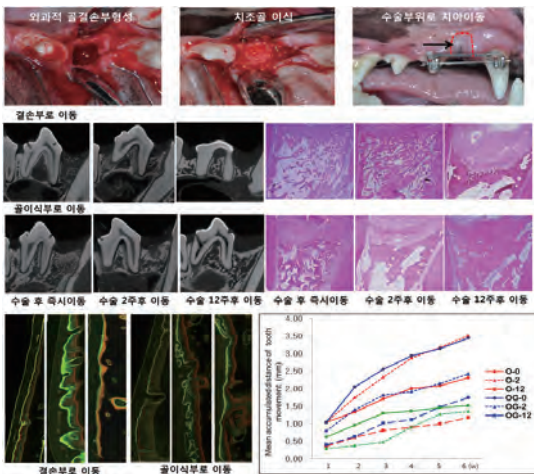 외과적 골결손부형성
치조골 이식
수술부위로 치아이동
결손부로 이동
골이식부로 이동
수술 후 즉시이동
수술 2주후 이동
수술 12주후 이동
수술 후 즉시이동
수술 2주후 이동
수술 12주후 이동
결손부로 이동
골이식부로 이동
Mean accumulated distance of tooth
movement. (mm)
4.00
3.50
3.00
2.50
2.00
1.50
1.00
0.50
0.00
1 2 3 4 5 6 (w)
O-0
O-2
O-12
OG-0
OG-2
OG-12